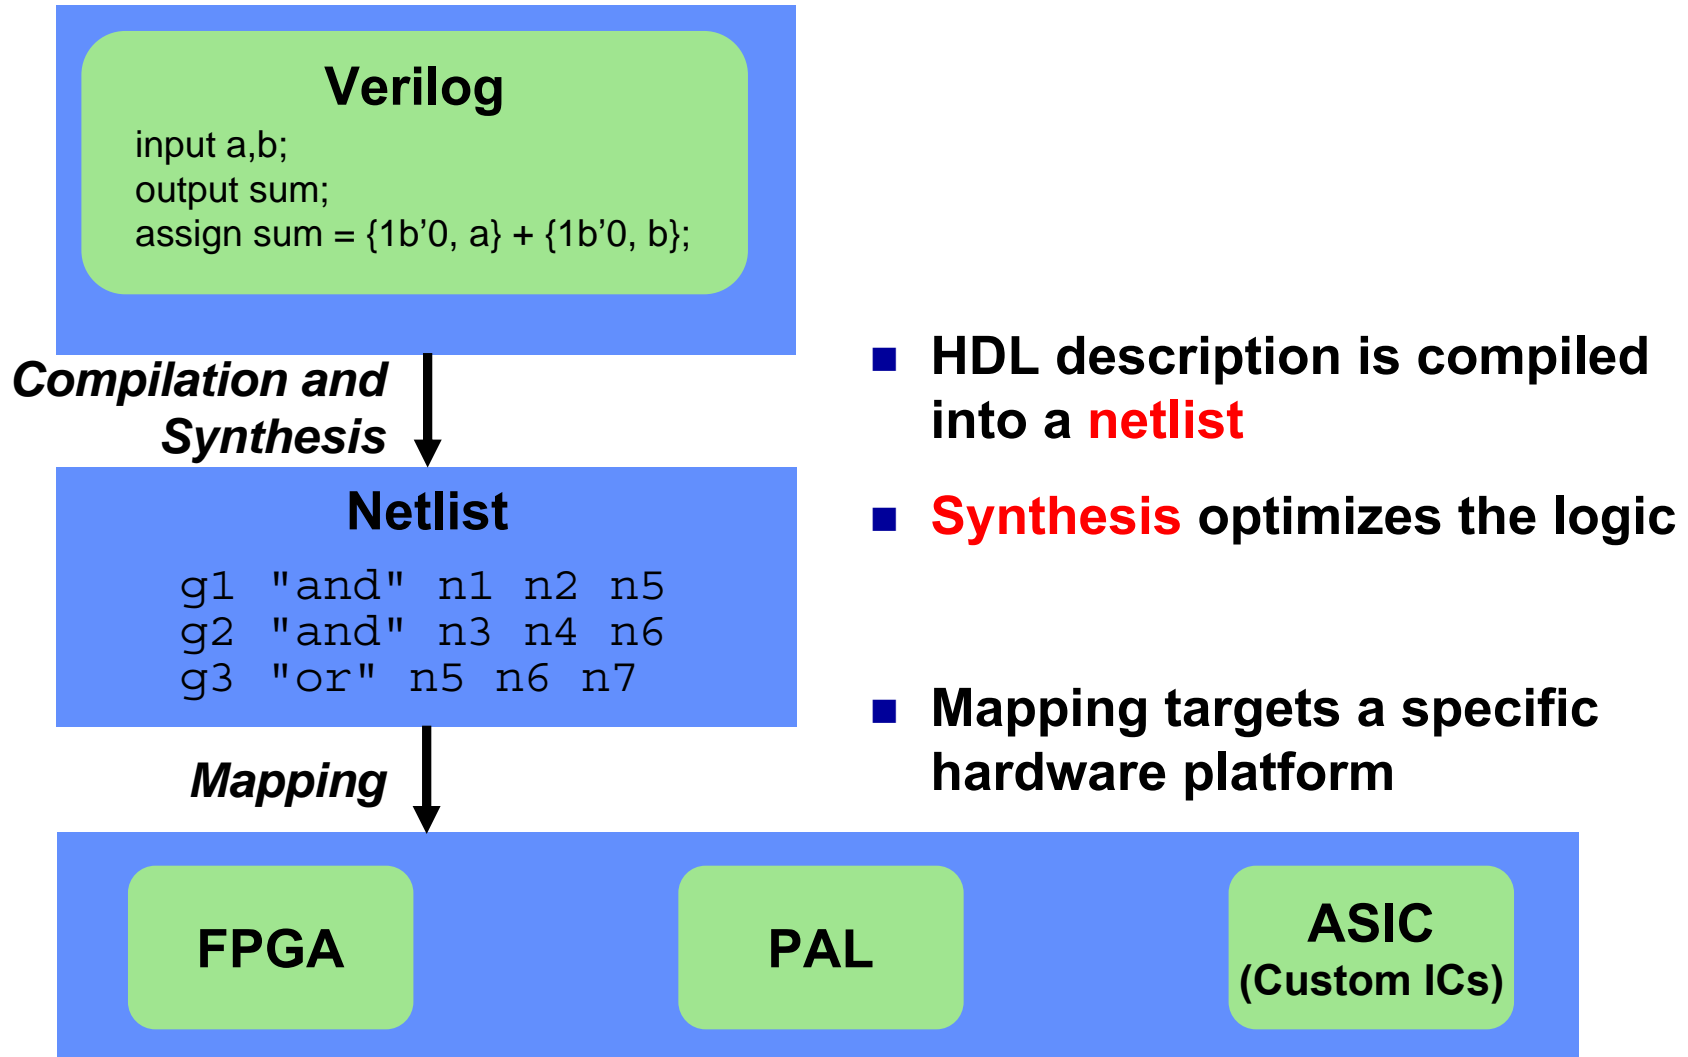 Verilog
input a,b;
output sum;
assign sum = {1b’0, a} + {1b’0, b};
Compilation and
Synthesis
Netlist
g1 "and" n1 n2 n5
g2 "and" n3 n4 n6
g3 "or" n5 n6 n7
Mapping
FPGA
PAL
ASIC
(Custom ICs)
HDL description is compiled
into a netlist
Synthesis optimizes the logic
Mapping targets a specific
hardware platform